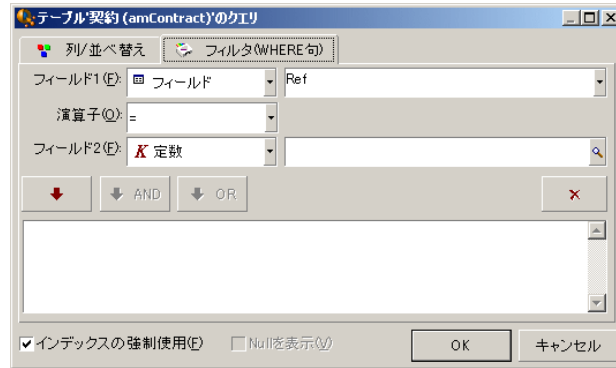 テーブル'契約 (amContract)'のクエリ
列/並べ替え フィルタ(WHERE句)
フィールド1(F): フィールド Ref
演算子(O): =
フィールド2(F): K 定数
AND OR
インデックスの強制使用(F) Nullを表示(V) OK キャンセル